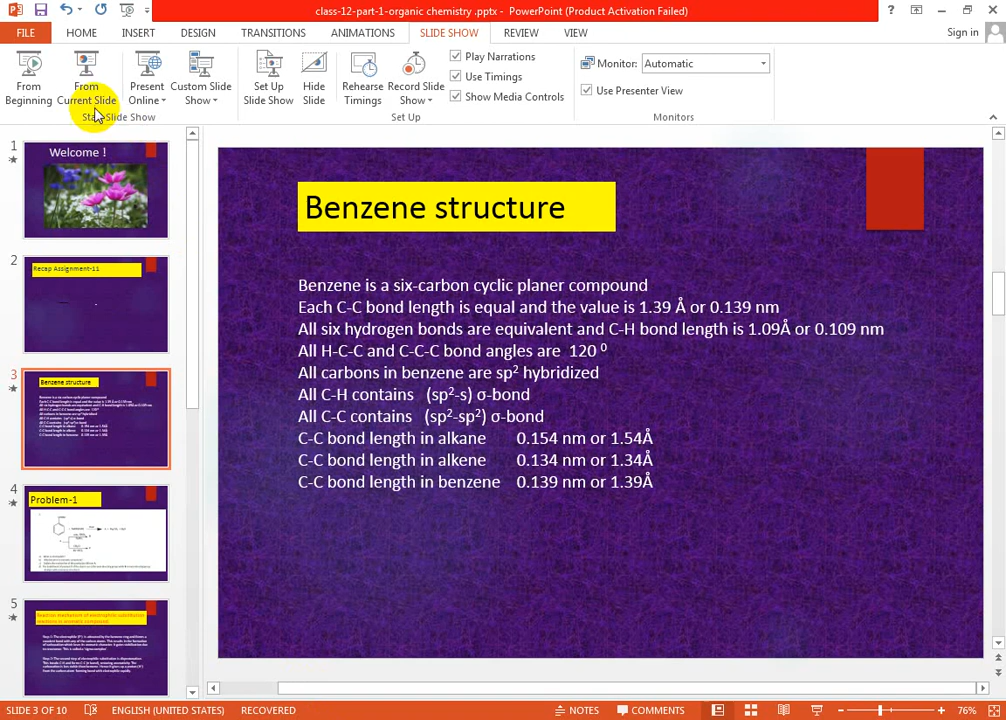 class-12-part-1-organic chemistry .pptx - PowerPoint (Product Activation Failed)
FILE HOME INSERT DESIGN TRANSITIONS ANIMATIONS SLIDE SHOW REVIEW VIEW Sign in
From Beginning
From Current Slide
Present Online
Custom Slide Show
Set Up Slide Show
Hide Slide
Rehearse Timings
Record Slide Show
Play Narrations
Use Timings
Show Media Controls
Monitor: Automatic
Use Presenter View
Start Slide Show
Set Up
Monitors
1
Welcome !
2
Recap Assignment-11
3
Benzene structure
4
Problem-1
5
Benzene structure
Benzene is a six-carbon cyclic planer compound
Each C-C bond length is equal and the value is 1.39 Å or 0.139 nm
All six hydrogen bonds are equivalent and C-H bond length is 1.09Å or 0.109 nm
All H-C-C and C-C-C bond angles are 120 ⁰
All carbons in benzene are sp² hybridized
All C-H contains (sp²-s) σ-bond
All C-C contains (sp²-sp²) σ-bond
C-C bond length in alkane 0.154 nm or 1.54Å
C-C bond length in alkene 0.134 nm or 1.34Å
C-C bond length in benzene 0.139 nm or 1.39Å
SLIDE 3 OF 10 ENGLISH (UNITED STATES) RECOVERED NOTES COMMENTS 76%